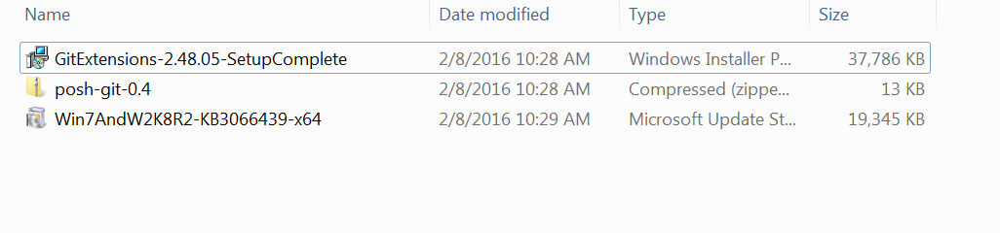 Name Date modified Type Size
GitExtensions-2.48.05-SetupComplete 2/8/2016 10:28 AM Windows Installer P... 37,786 KB
posh-git-0.4 2/8/2016 10:28 AM Compressed (zippe... 13 KB
Win7AndW2K8R2-KB3066439-x64 2/8/2016 10:29 AM Microsoft Update St... 19,345 KB